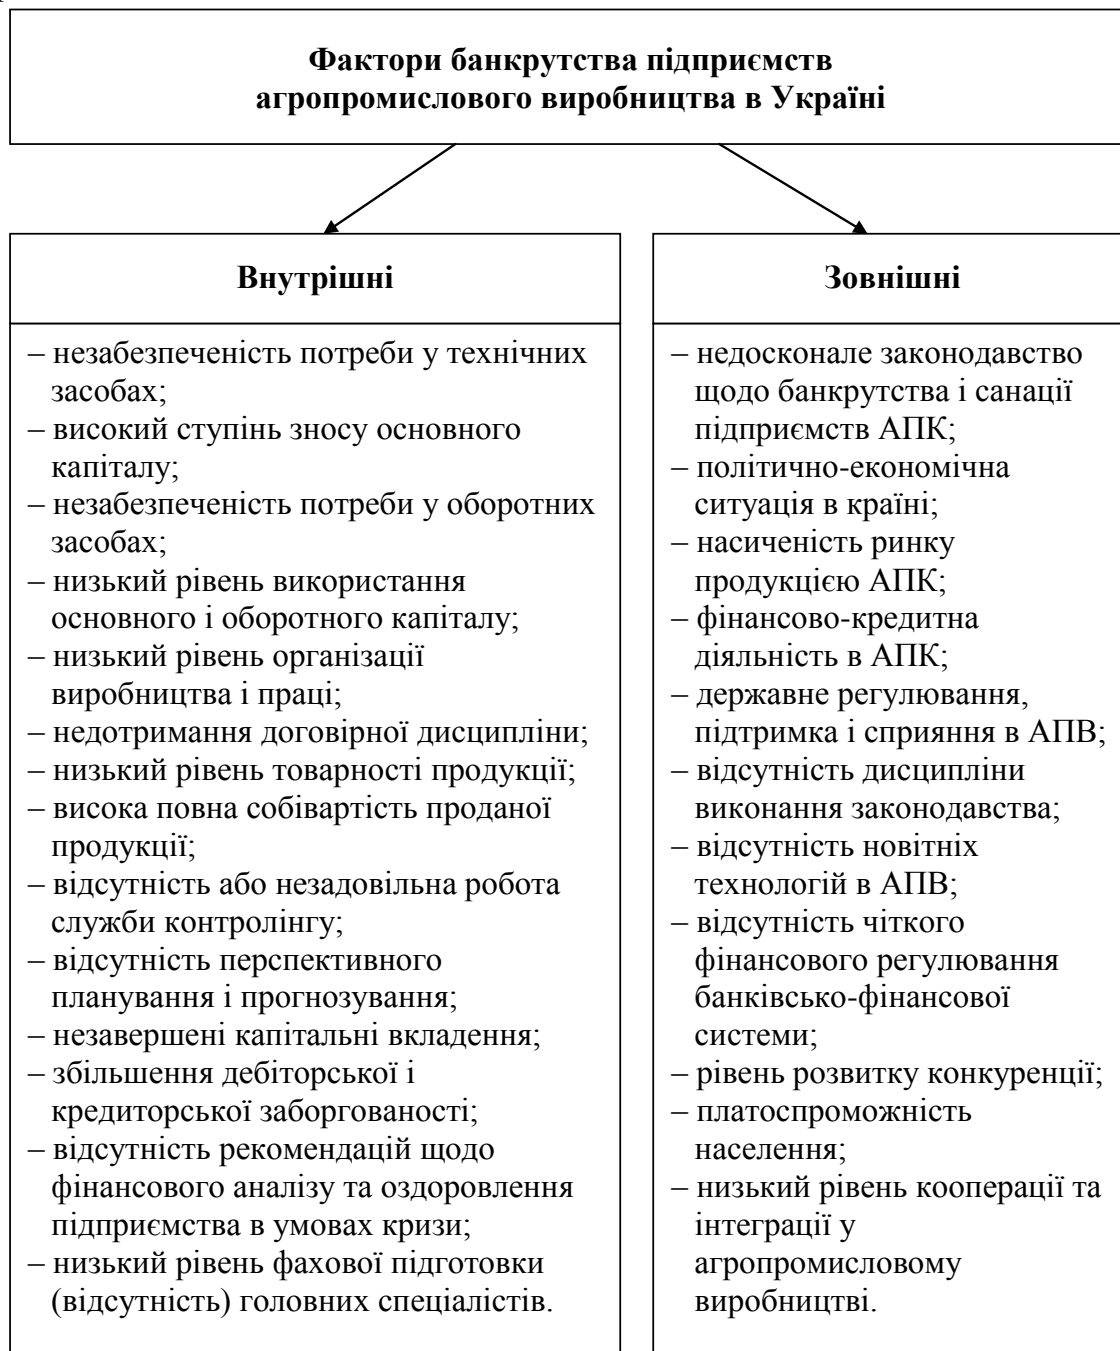 Фактори банкрутства підприємств
агропромислового виробництва в Україні
Внутрішні
– незабезпеченість потреби у технічних
засобах;
– високий ступінь зносу основного
капіталу;
– незабезпеченість потреби у оборотних
засобах;
– низький рівень використання
основного і оборотного капіталу;
– низький рівень організації
виробництва і праці;
– недотримання договірної дисципліни;
– низький рівень товарності продукції;
– висока повна собівартість проданої
продукції;
– відсутність або незадовільна робота
служби контролінгу;
– відсутність перспективного
планування і прогнозування;
– незавершені капітальні вкладення;
– збільшення дебіторської і
кредиторської заборгованості;
– відсутність рекомендацій щодо
фінансового аналізу та оздоровлення
підприємства в умовах кризи;
– низький рівень фахової підготовки
(відсутність) головних спеціалістів.
Зовнішні
– недосконале законодавство
щодо банкрутства і санації
підприємств АПК;
– політично-економічна
ситуація в країні;
– насиченість ринку
продукцією АПК;
– фінансово-кредитна
діяльність в АПК;
– державне регулювання,
підтримка і сприяння в АПВ;
– відсутність дисципліни
виконання законодавства;
– відсутність новітніх
технологій в АПВ;
– відсутність чіткого
фінансового регулювання
банківсько-фінансової
системи;
– рівень розвитку конкуренції;
– платоспроможність
населення;
– низький рівень кооперації та
інтеграції у
агропромисловому
виробництві.